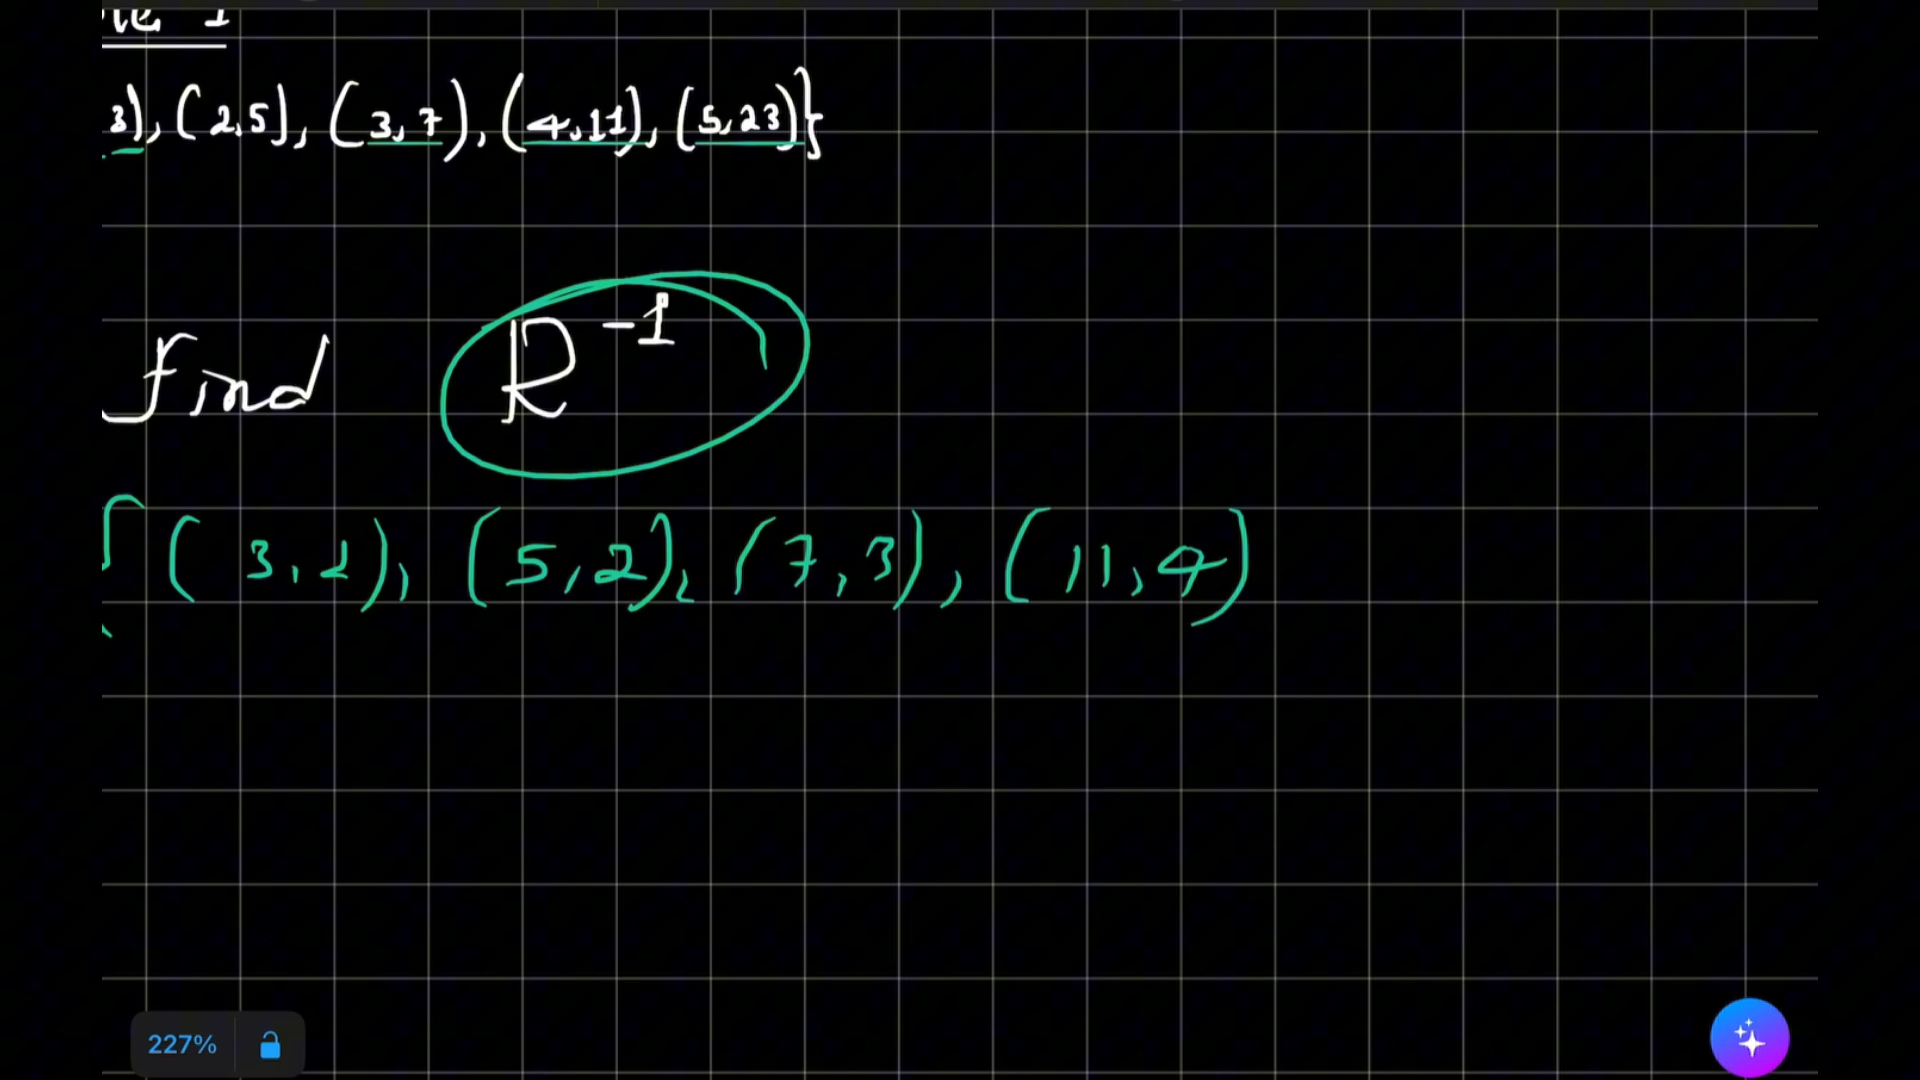 3), (2,5), (3,7), (4,11), (5,23)}
find R⁻¹
{(3,1), (5,2), (7,3), (11,4)
227%